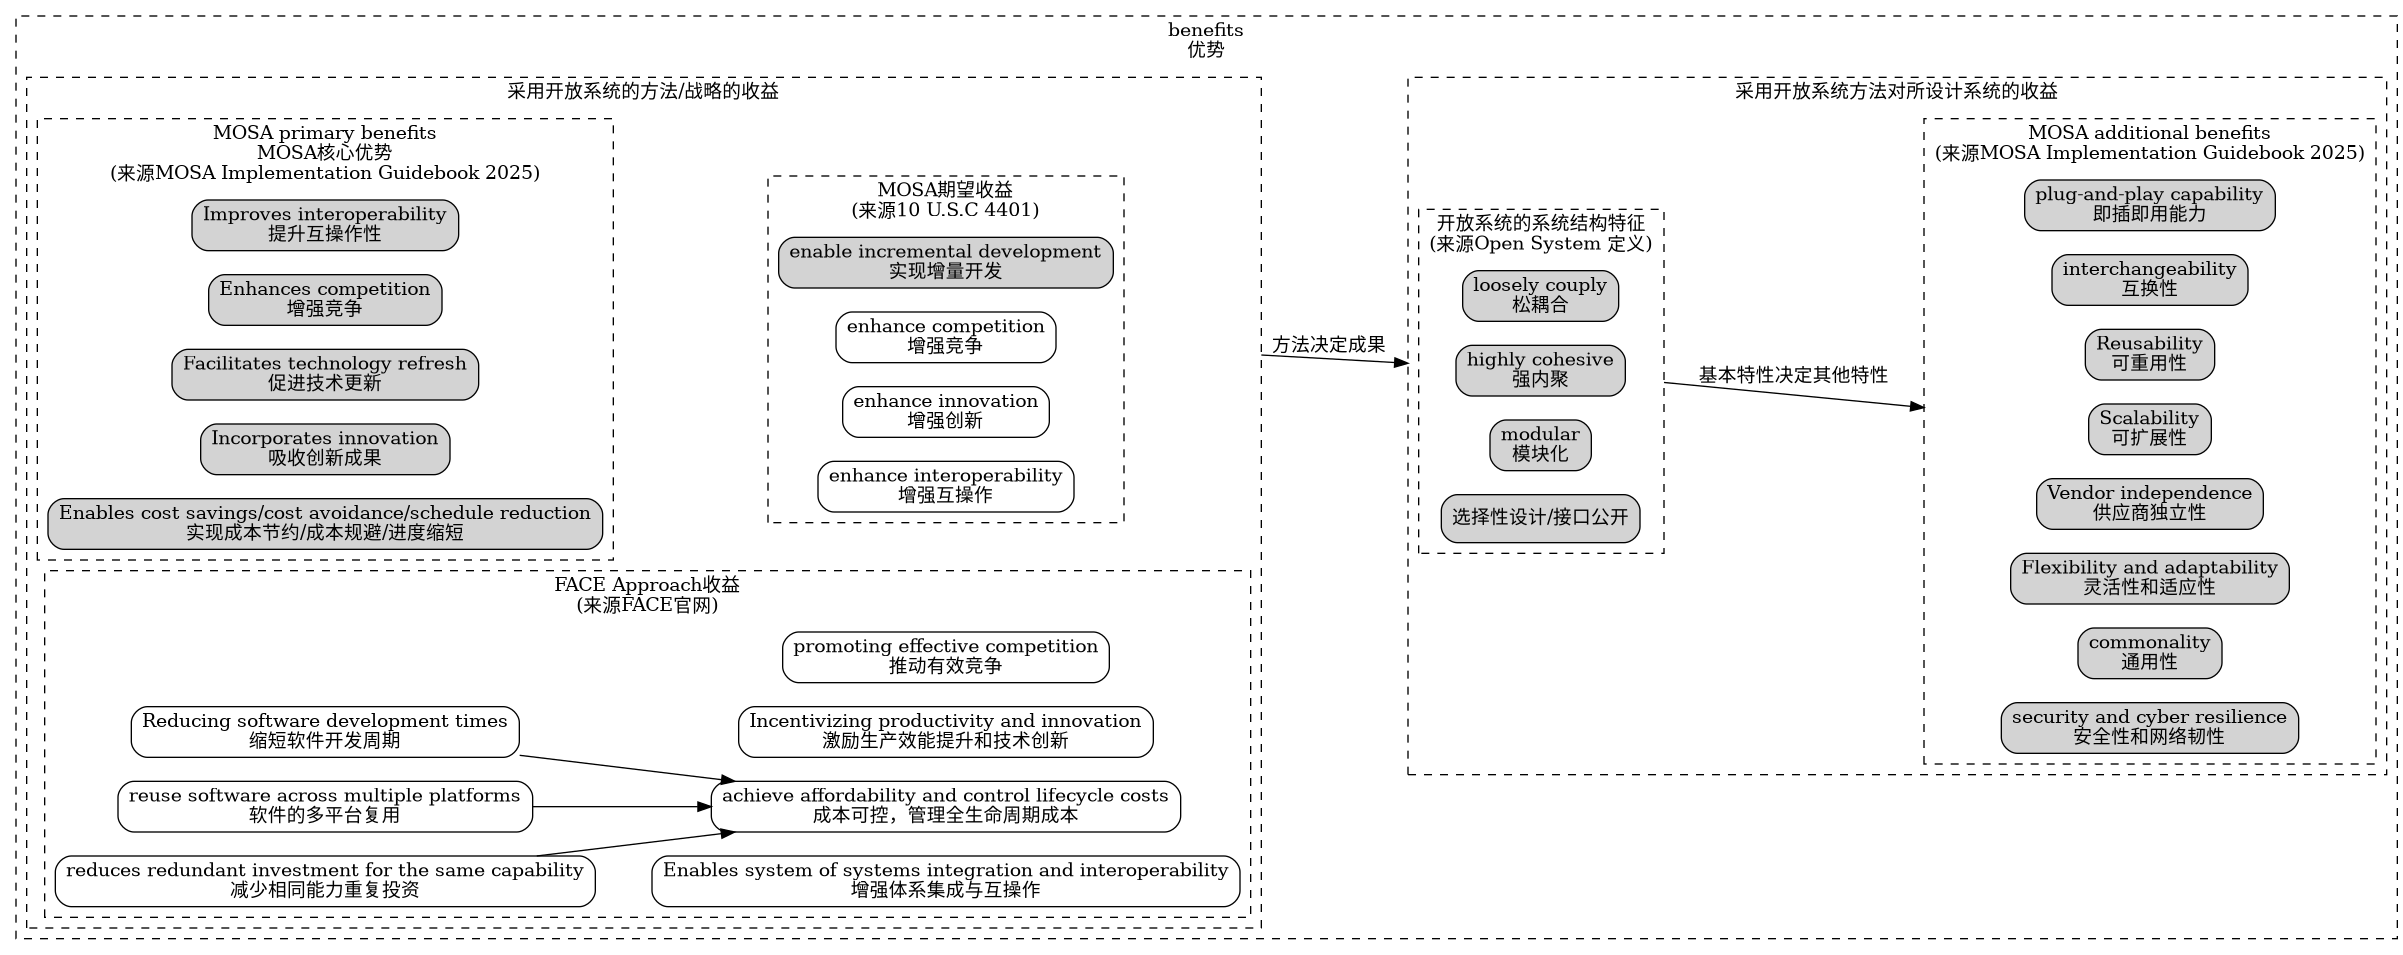 benefits
优势
采用开放系统的方法/战略的收益
MOSA primary benefits
MOSA核心优势
(来源MOSA Implementation Guidebook 2025)
Improves interoperability
提升互操作性
Enhances competition
增强竞争
Facilitates technology refresh
促进技术更新
Incorporates innovation
吸收创新成果
Enables cost savings/cost avoidance/schedule reduction
实现成本节约/成本规避/进度缩短
MOSA期望收益
(来源10 U.S.C 4401)
enable incremental development
实现增量开发
enhance competition
增强竞争
enhance innovation
增强创新
enhance interoperability
增强互操作
FACE Approach收益
(来源FACE官网)
promoting effective competition
推动有效竞争
Reducing software development times
缩短软件开发周期
Incentivizing productivity and innovation
激励生产效能提升和技术创新
reuse software across multiple platforms
软件的多平台复用
achieve affordability and control lifecycle costs
成本可控，管理全生命周期成本
reduces redundant investment for the same capability
减少相同能力重复投资
Enables system of systems integration and interoperability
增强体系集成与互操作
方法决定成果
采用开放系统方法对所设计系统的收益
开放系统的系统结构特征
(来源Open System 定义)
loosely couply
松耦合
highly cohesive
强内聚
modular
模块化
选择性设计/接口公开
基本特性决定其他特性
MOSA additional benefits
(来源MOSA Implementation Guidebook 2025)
plug-and-play capability
即插即用能力
interchangeability
互换性
Reusability
可重用性
Scalability
可扩展性
Vendor independence
供应商独立性
Flexibility and adaptability
灵活性和适应性
commonality
通用性
security and cyber resilience
安全性和网络韧性